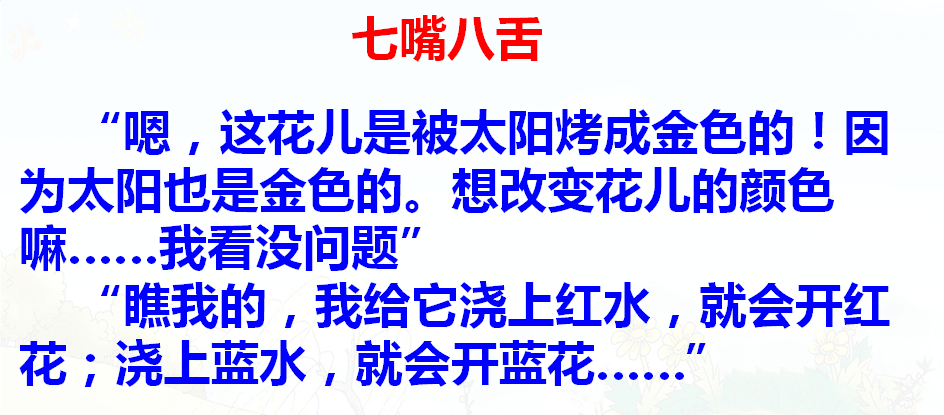 七嘴八舌
“嗯，这花儿是被太阳烤成金色的！因
为太阳也是金色的。想改变花儿的颜色
嘛……我看没问题”
“瞧我的，我给它浇上红水，就会开红
花；浇上蓝水，就会开蓝花……”